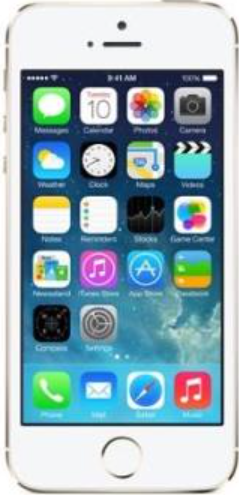 9:41 AM 100%
Tuesday
10
Messages Calendar Photos Camera
Weather Clock Maps Videos
Notes Reminders Stocks Game Center
Newsstand iTunes Store App Store Passbook
Compass Settings
Phone Mail Safari Music